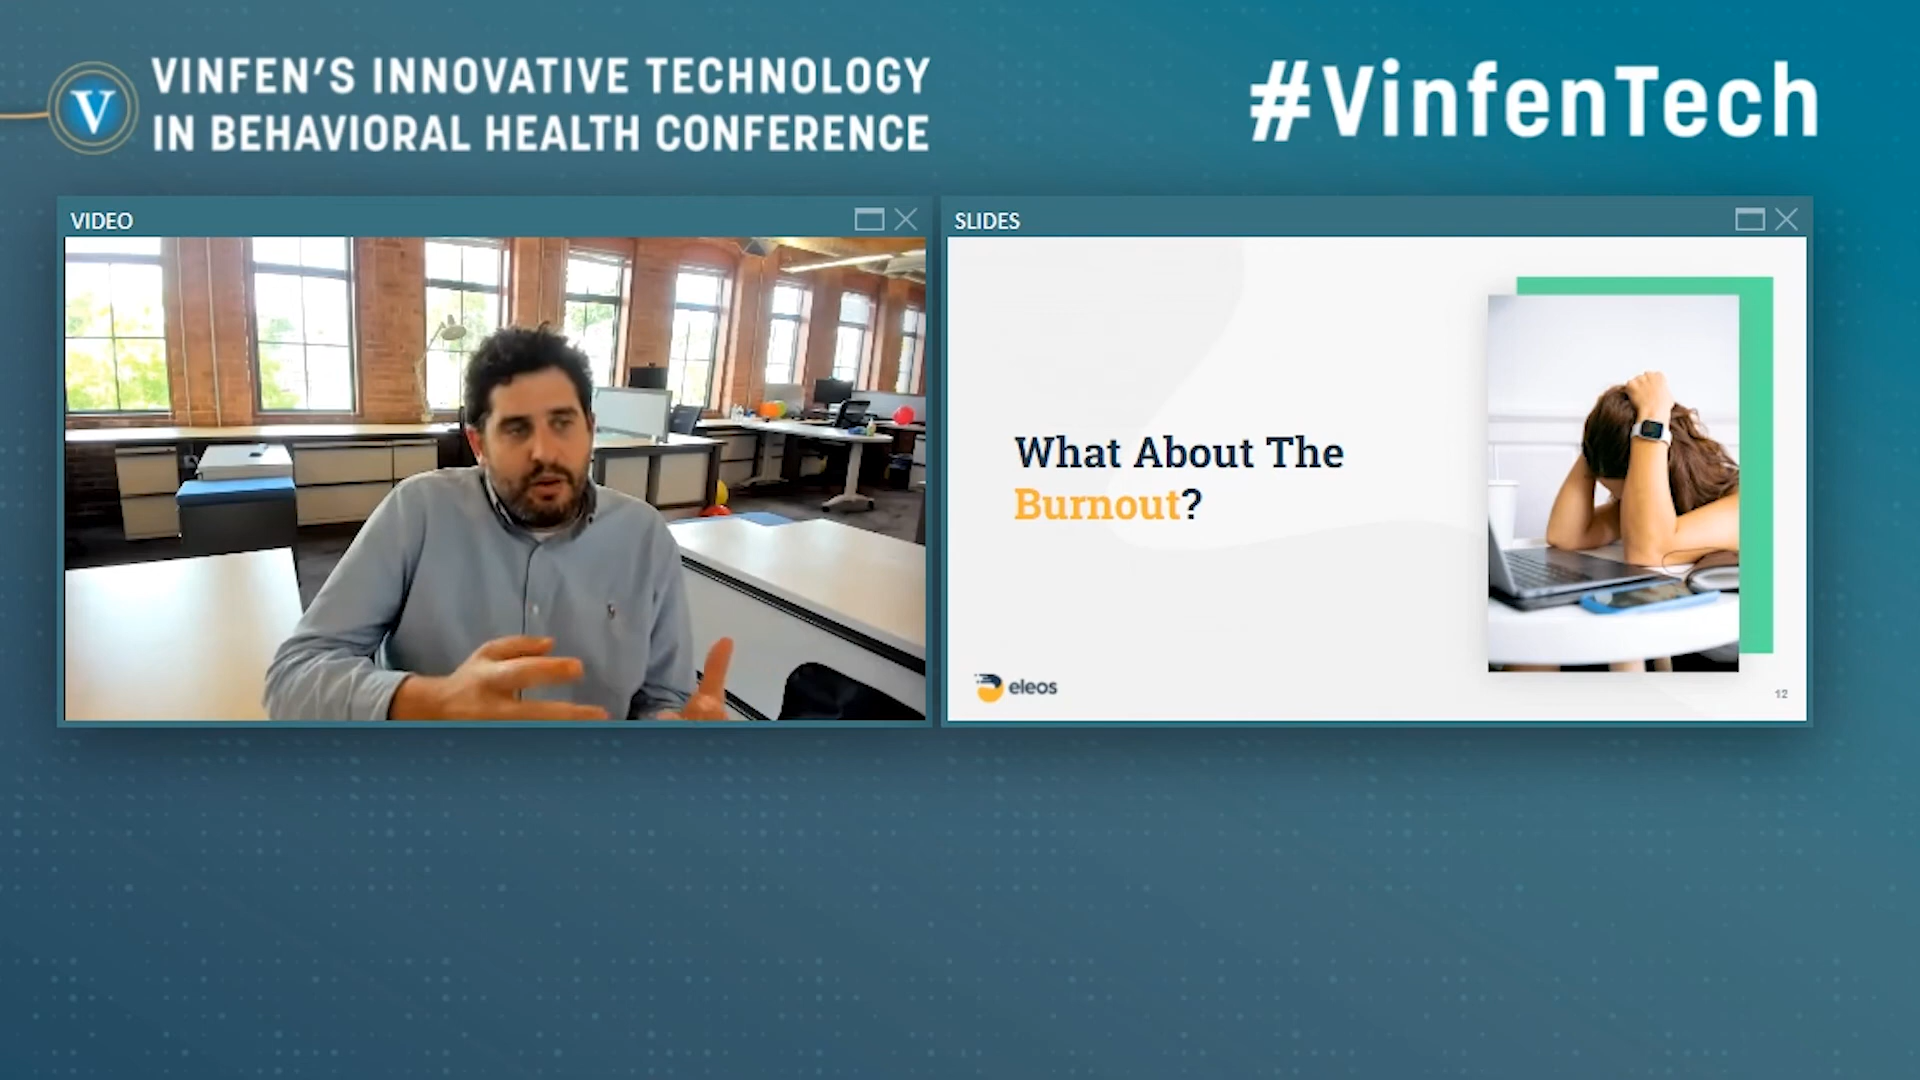 VINFEN'S INNOVATIVE TECHNOLOGY
IN BEHAVIORAL HEALTH CONFERENCE
V
#VinfenTech
VIDEO
SLIDES
What About The
Burnout?
eleos
12